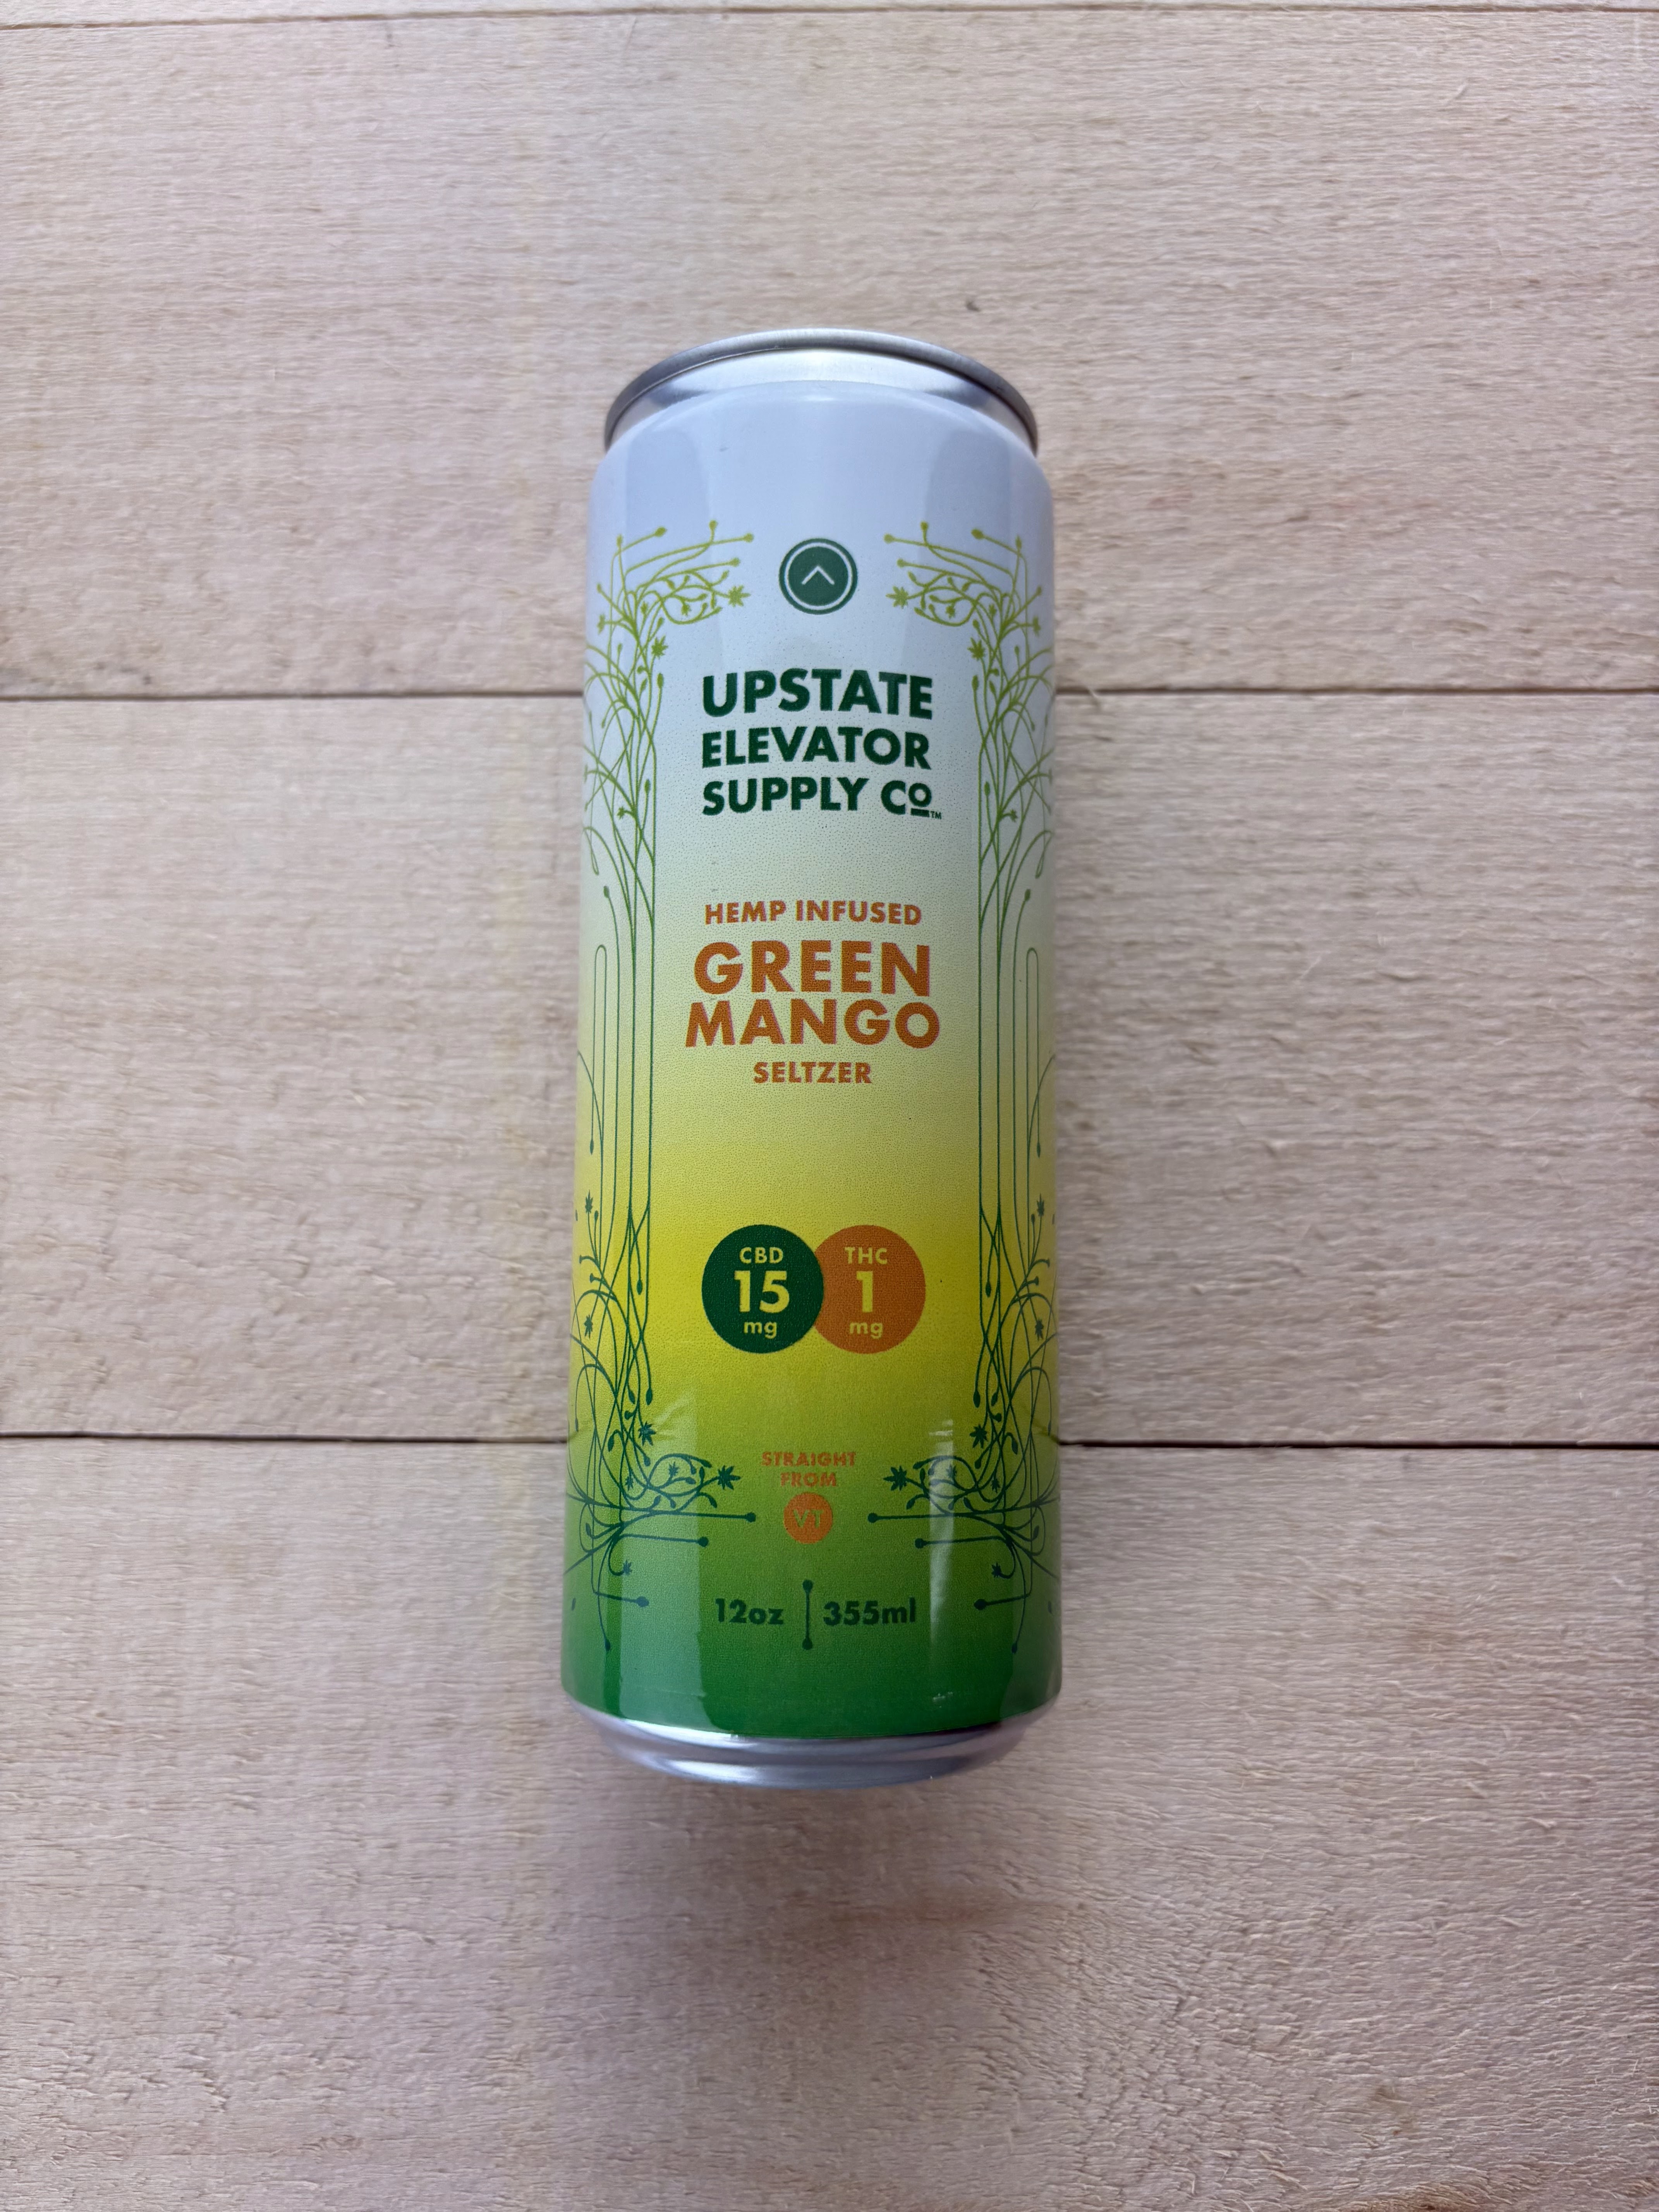 UPSTATE
ELEVATOR
SUPPLY Co™
HEMP INFUSED
GREEN
MANGO
SELTZER
CBD
15
mg
THC
1
mg
STRAIGHT
FROM
VT
12oz | 355ml